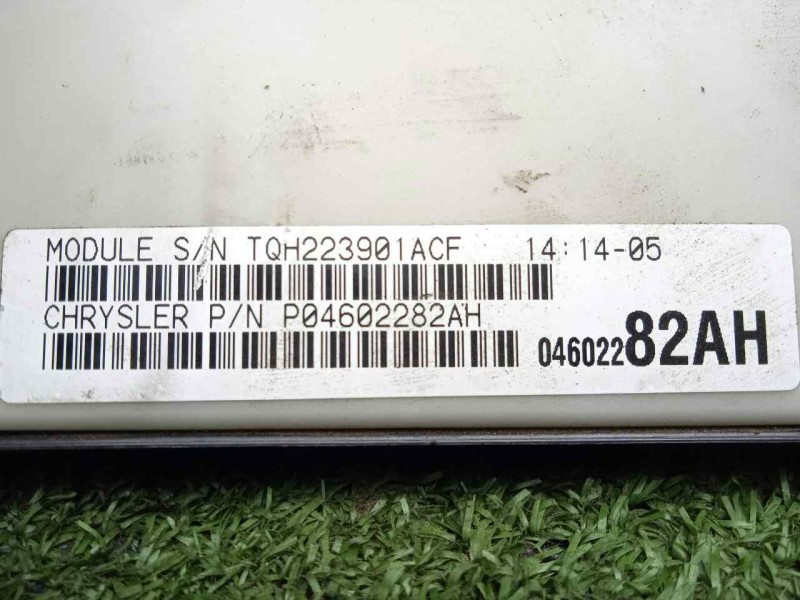 MODULE S/N TQH223901ACF 14:14-05
CHRYSLER P/N P04602282AH
04602282AH